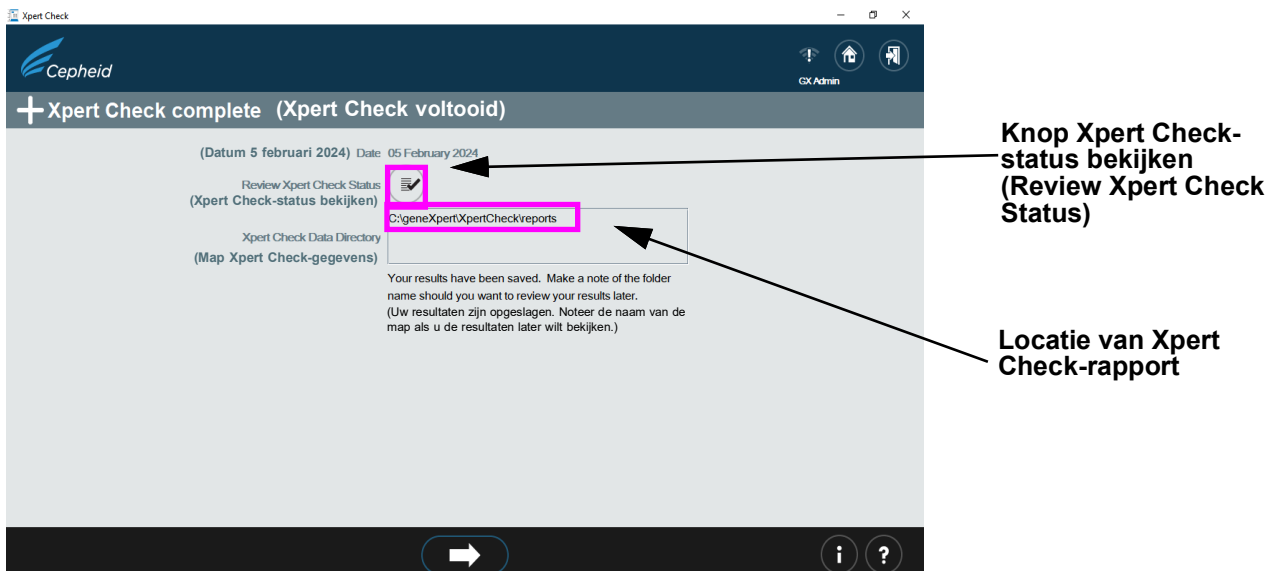 Xpert Check
Cepheid
GX Admin
Xpert Check complete (Xpert Check voltooid)
(Datum 5 februari 2024) Date 05 February 2024
Review Xpert Check Status
(Xpert Check-status bekijken)
C:\geneXpert\XpertCheck\reports
Xpert Check Data Directory
(Map Xpert Check-gegevens)
Your results have been saved. Make a note of the folder
name should you want to review your results later.
(Uw resultaten zijn opgeslagen. Noteer de naam van de
map als u de resultaten later wilt bekijken.)
i ?
Knop Xpert Check-
status bekijken
(Review Xpert Check
Status)
Locatie van Xpert
Check-rapport